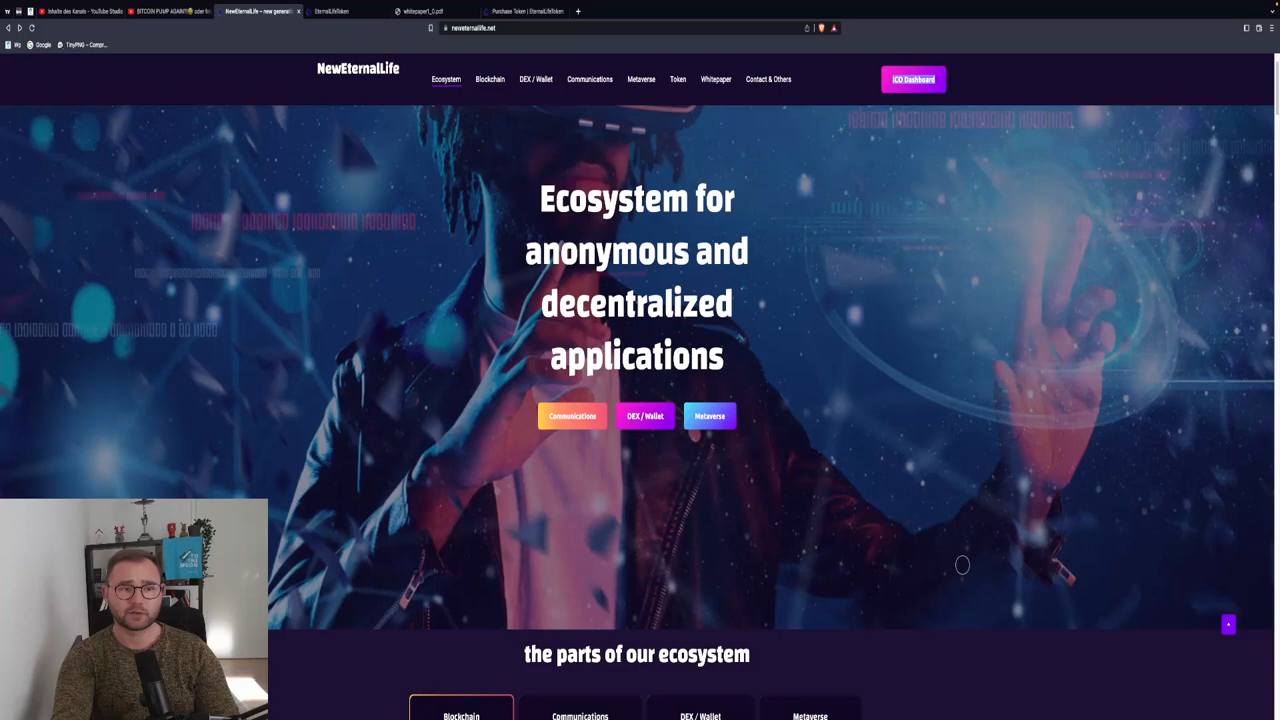 Inhalte des Kanals - YouTube Studio
BITCOIN PUMP AGAIN!!!
NewEternalLife – new generati
EternalLifeToken
whitepaper1_0.pdf
Purchase Token | EternalLifeToken
neweternallife.net
Wp
Google
TinyPNG – Compr...
NewEternalLife
Ecosystem
Blockchain
DEX / Wallet
Communications
Metaverse
Token
Whitepaper
Contact & Others
ICO Dashboard
Ecosystem for
anonymous and
decentralized
applications
Communications
DEX / Wallet
Metaverse
the parts of our ecosystem
Blockchain
Communications
DEX / Wallet
Metaverse